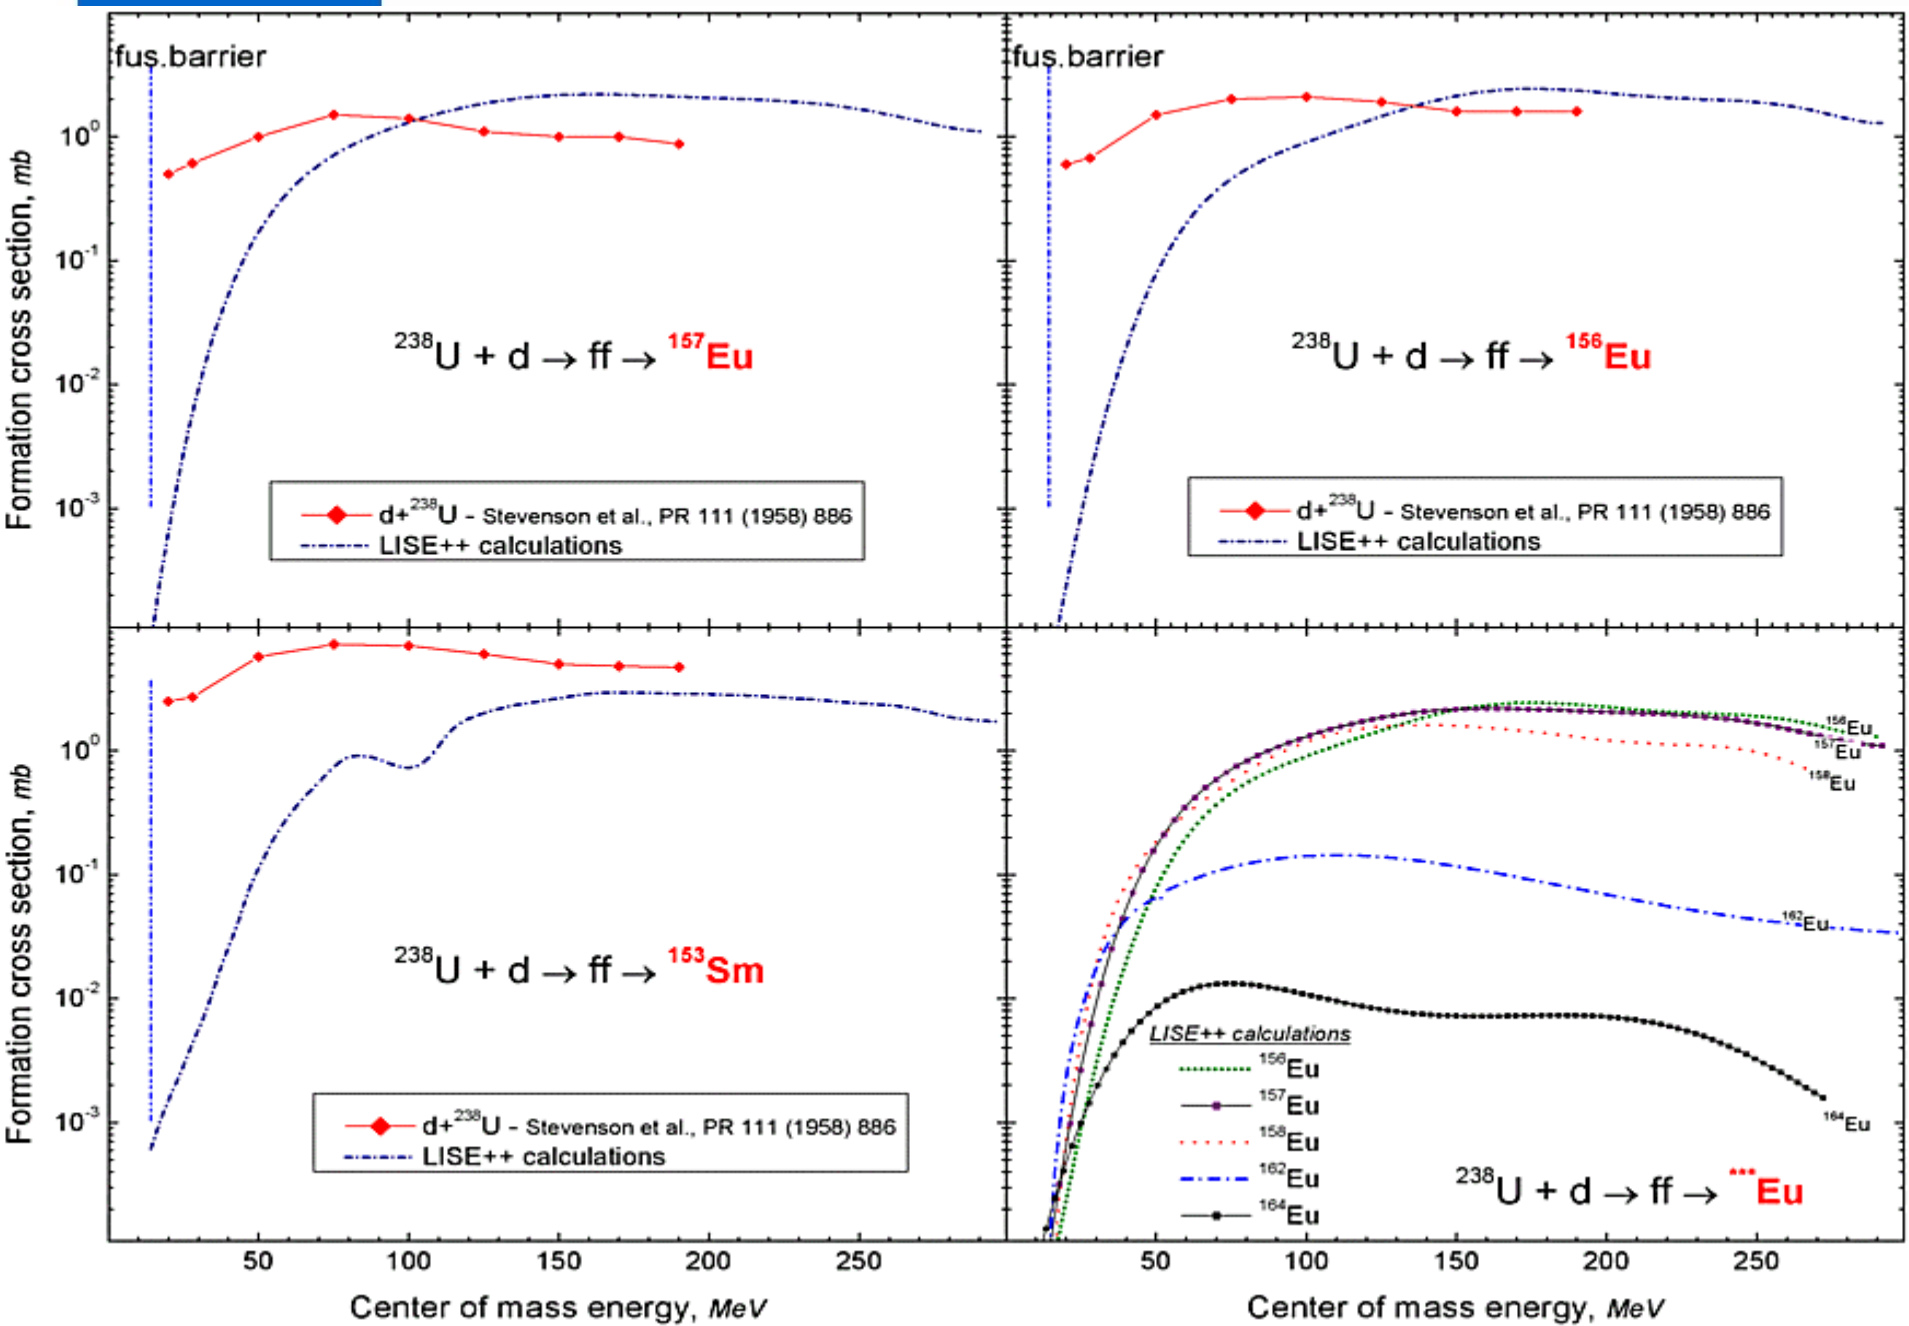 fus.barrier
Formation cross section, mb
10⁰
10⁻¹
10⁻²
10⁻³
²³⁸U + d → ff → ¹⁵⁷Eu
d+²³⁸U - Stevenson et al., PR 111 (1958) 886
LISE++ calculations
fus.barrier
²³⁸U + d → ff → ¹⁵⁶Eu
d+²³⁸U - Stevenson et al., PR 111 (1958) 886
LISE++ calculations
Formation cross section, mb
10⁰
10⁻¹
10⁻²
10⁻³
²³⁸U + d → ff → ¹⁵³Sm
d+²³⁸U - Stevenson et al., PR 111 (1958) 886
LISE++ calculations
50 100 150 200 250
Center of mass energy, MeV
¹⁵⁶Eu
¹⁵⁷Eu
¹⁵⁸Eu
¹⁶²Eu
¹⁶⁴Eu
LISE++ calculations
¹⁵⁶Eu
¹⁵⁷Eu
¹⁵⁸Eu
¹⁶²Eu
¹⁶⁴Eu
²³⁸U + d → ff → ***Eu
50 100 150 200 250
Center of mass energy, MeV